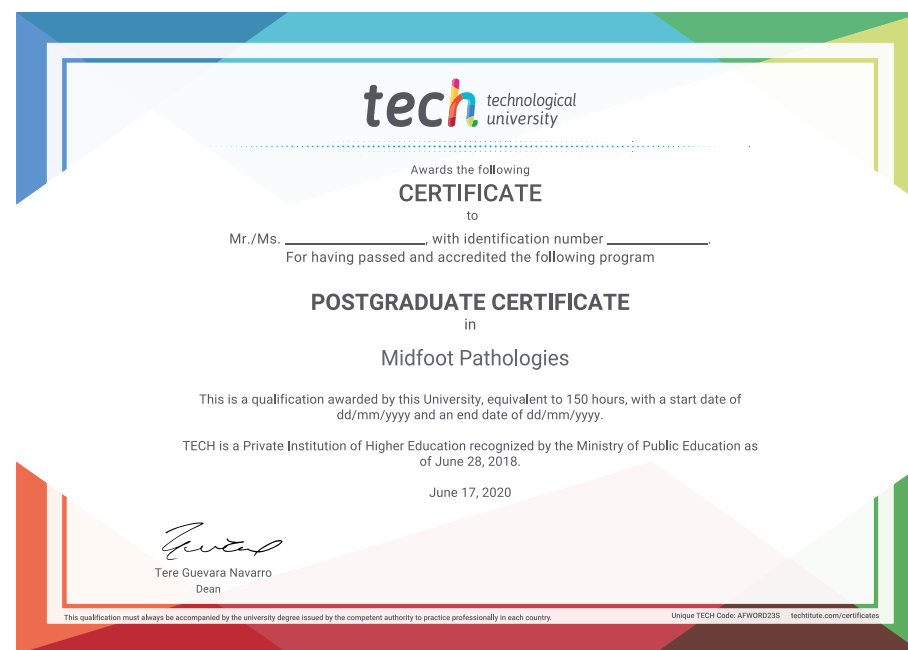 tech technological
university
Awards the following
CERTIFICATE
to
Mr./Ms. ____________________, with identification number __________________.
For having passed and accredited the following program
POSTGRADUATE CERTIFICATE
in
Midfoot Pathologies
This is a qualification awarded by this University, equivalent to 150 hours, with a start date of
dd/mm/yyyy and an end date of dd/mm/yyyy.
TECH is a Private Institution of Higher Education recognized by the Ministry of Public Education as
of June 28, 2018.
June 17, 2020
Tere Guevara Navarro
Dean
This qualification must always be accompanied by the university degree issued by the competent authority to practice professionally in each country.
Unique TECH Code: AFWORD23S techtitute.com/certificates